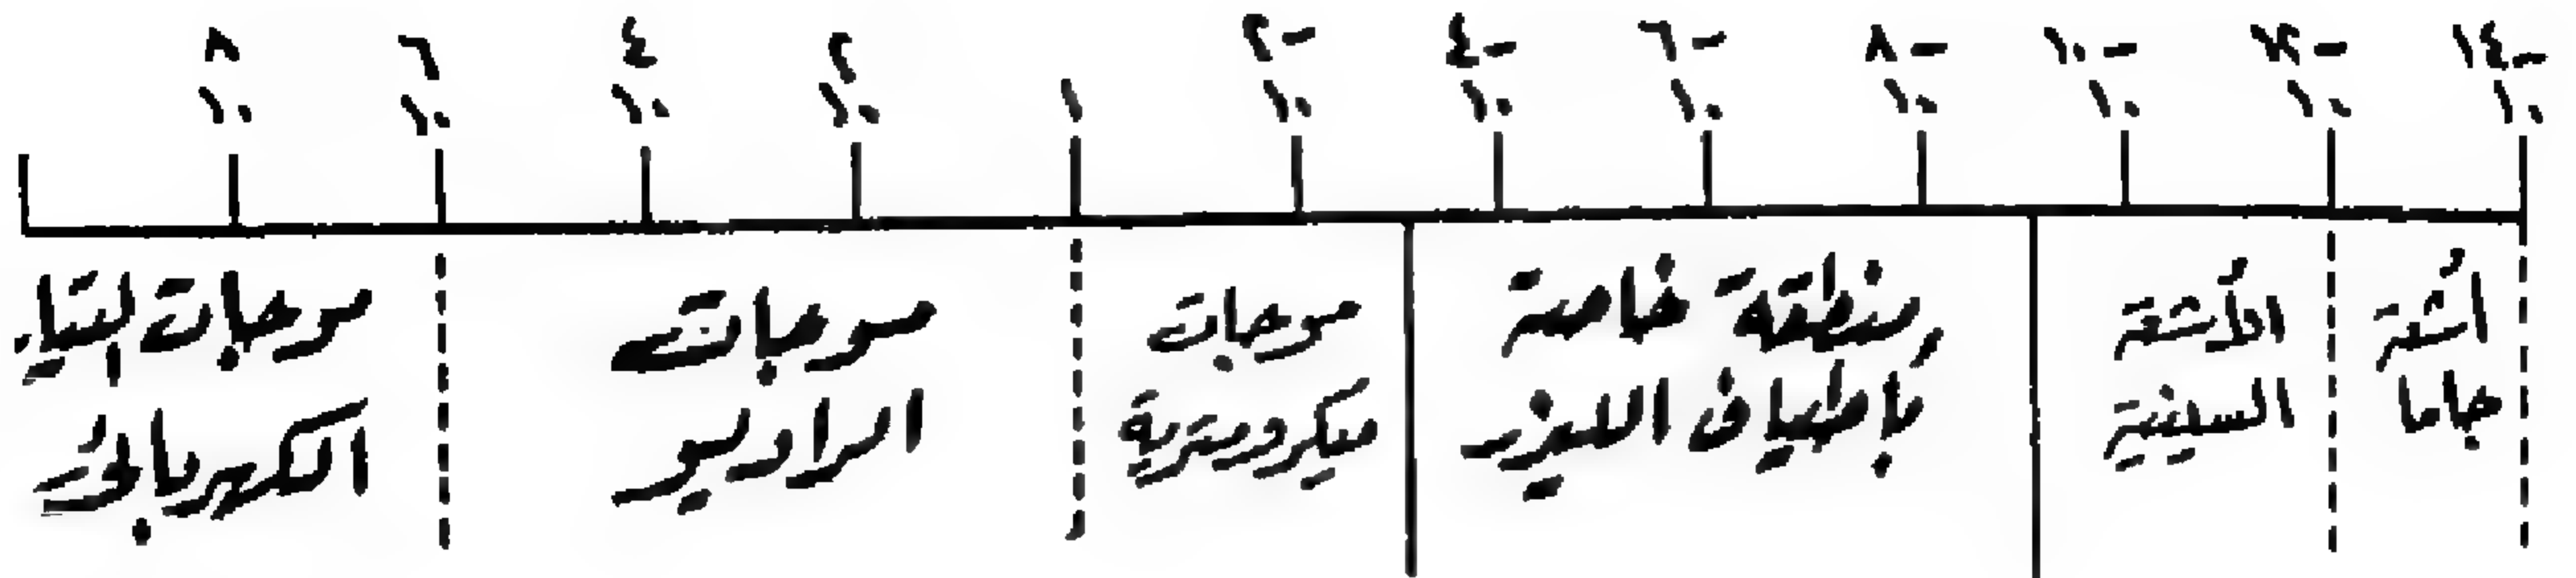 ١٤- ١٢- ١٠- ٨- ٦- ٤- ٢- ٢ ٤ ٦ ٨
١٠ ١٠ ١٠ ١٠ ١٠ ١٠ ١٠ ١ ١٠ ١٠ ١٠ ١٠
أشعة
جاما
الأشعة
السينية
منطقة خاصة
بأطياف الليزر
موجات
ميكرومترية
موجات
الراديو
موجات التيار
الكهربائى